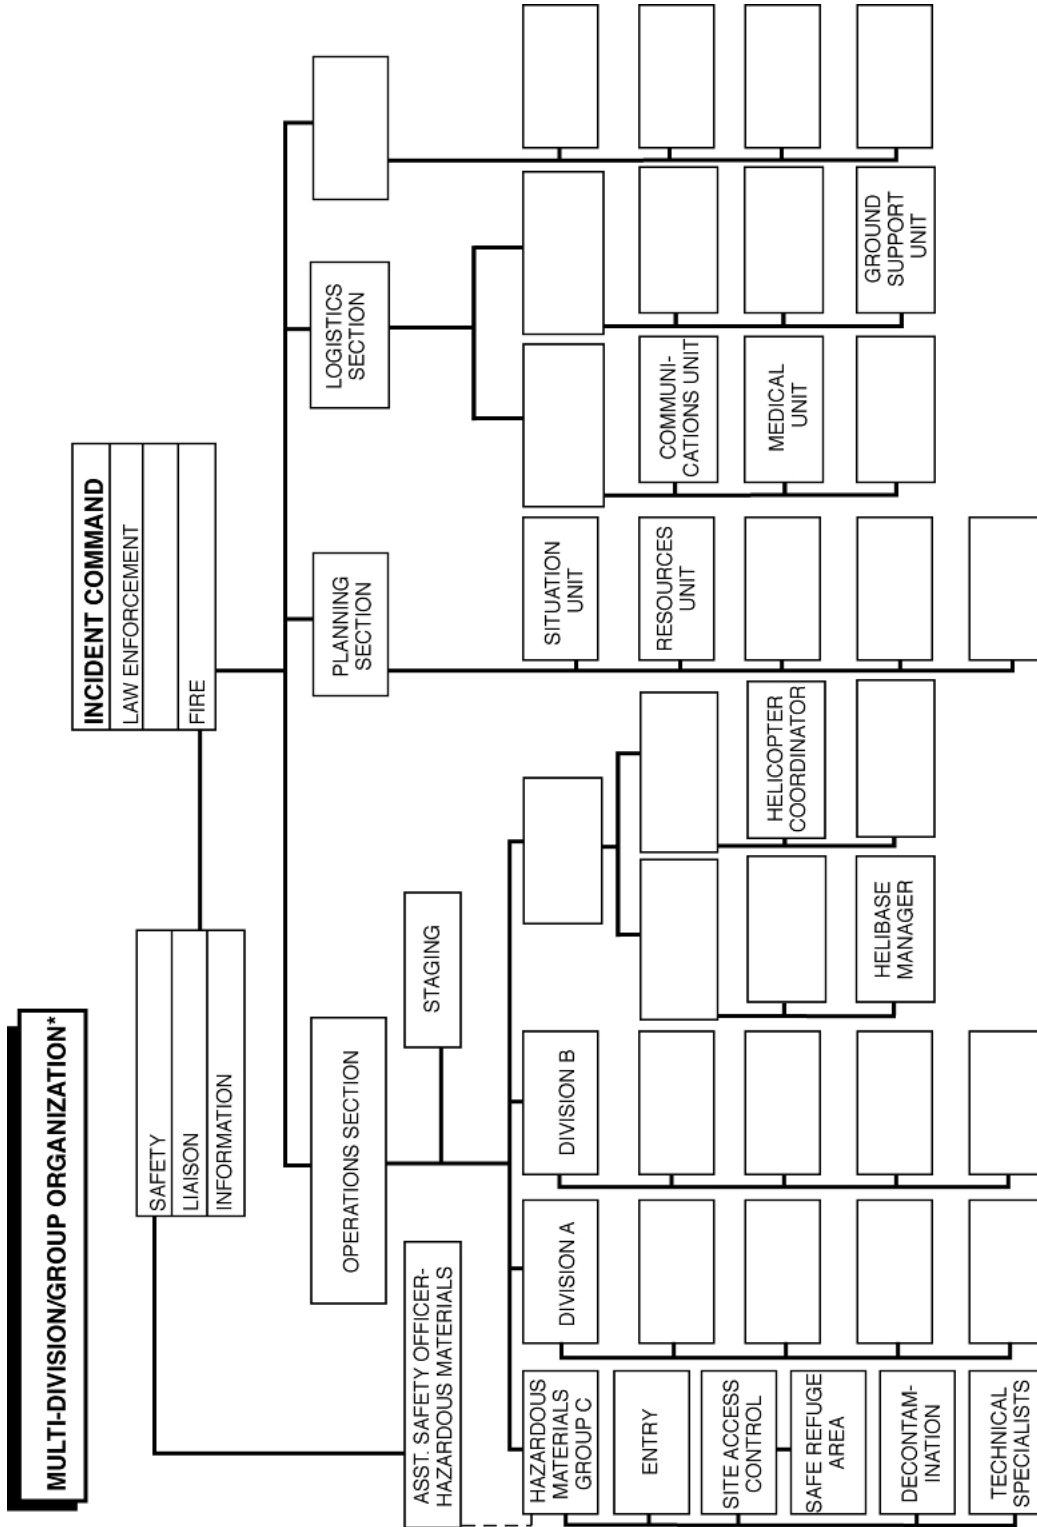 MULTI-DIVISION/GROUP ORGANIZATION*
INCIDENT COMMAND
LAW ENFORCEMENT
FIRE
SAFETY
LIAISON
INFORMATION
OPERATIONS SECTION
PLANNING
SECTION
LOGISTICS
SECTION
ASST. SAFETY OFFICER-
HAZARDOUS MATERIALS
STAGING
HAZARDOUS
MATERIALS
GROUP C
DIVISION A
DIVISION B
SITUATION
UNIT
ENTRY
RESOURCES
UNIT
COMMUNI-
CATIONS UNIT
SITE ACCESS
CONTROL
HELICOPTER
COORDINATOR
MEDICAL
UNIT
SAFE REFUGE
AREA
DECONTAM-
INATION
HELIBASE
MANAGER
GROUND
SUPPORT
UNIT
TECHNICAL
SPECIALISTS